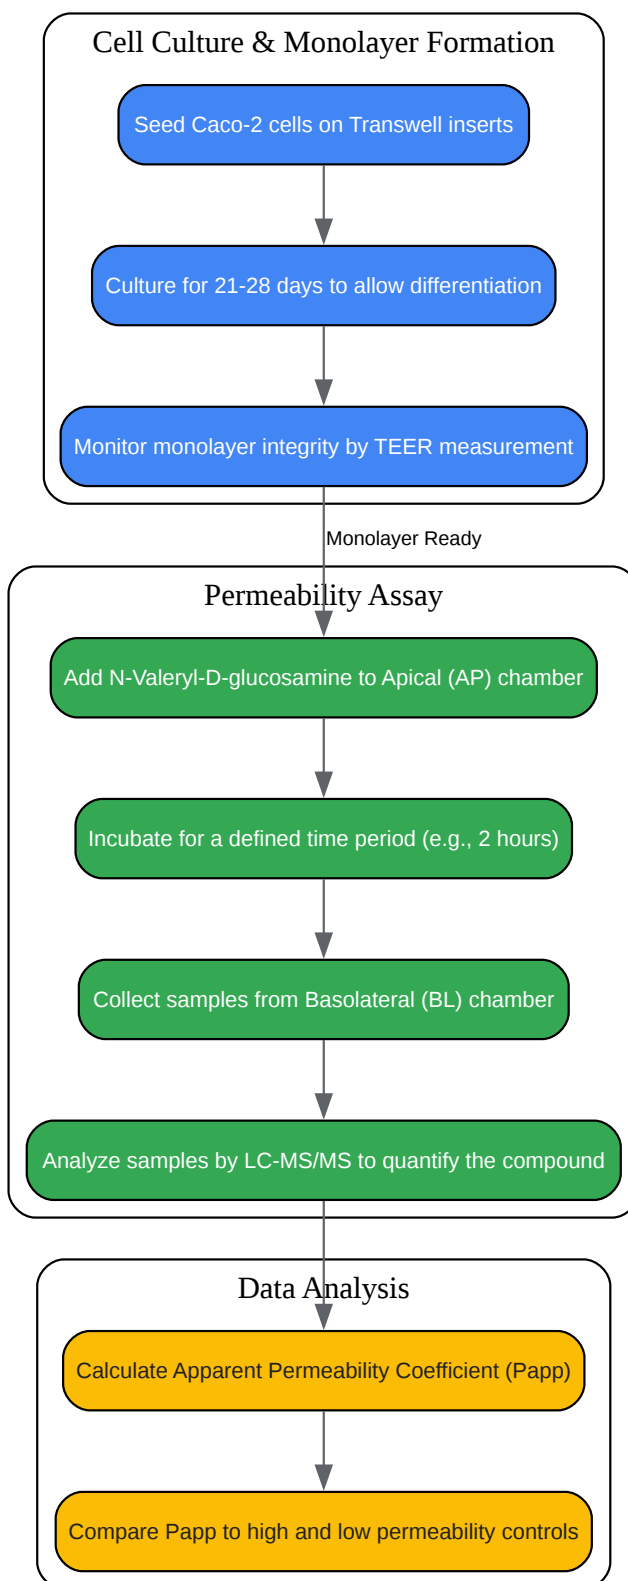 Cell Culture & Monolayer Formation
Seed Caco-2 cells on Transwell inserts
Culture for 21-28 days to allow differentiation
Monitor monolayer integrity by TEER measurement
Monolayer Ready
Permeability Assay
Add N-Valeryl-D-glucosamine to Apical (AP) chamber
Incubate for a defined time period (e.g., 2 hours)
Collect samples from Basolateral (BL) chamber
Analyze samples by LC-MS/MS to quantify the compound
Data Analysis
Calculate Apparent Permeability Coefficient (Papp)
Compare Papp to high and low permeability controls